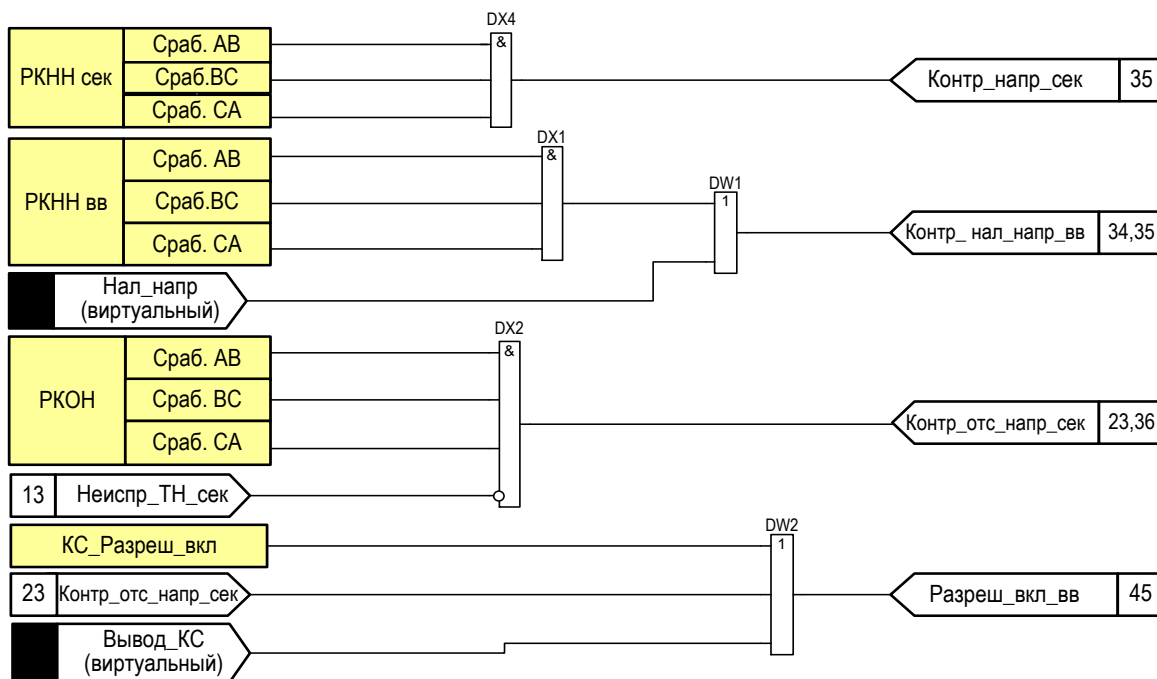 DX4
РКНН сек
Сраб. АВ
Сраб.ВС
Сраб. СА
&
Контр_напр_сек
35
DX1
РКНН вв
Сраб. АВ
Сраб.ВС
Сраб. СА
&
DW1
1
Контр_ нал_напр_вв
34,35
Нал_напр
(виртуальный)
DX2
РКОН
Сраб. АВ
Сраб. ВС
Сраб. СА
&
Контр_отс_напр_сек
23,36
13
Неиспр_ТН_сек
DW2
КС_Разреш_вкл
1
23
Контр_отс_напр_сек
Разреш_вкл_вв
45
Вывод_КС
(виртуальный)